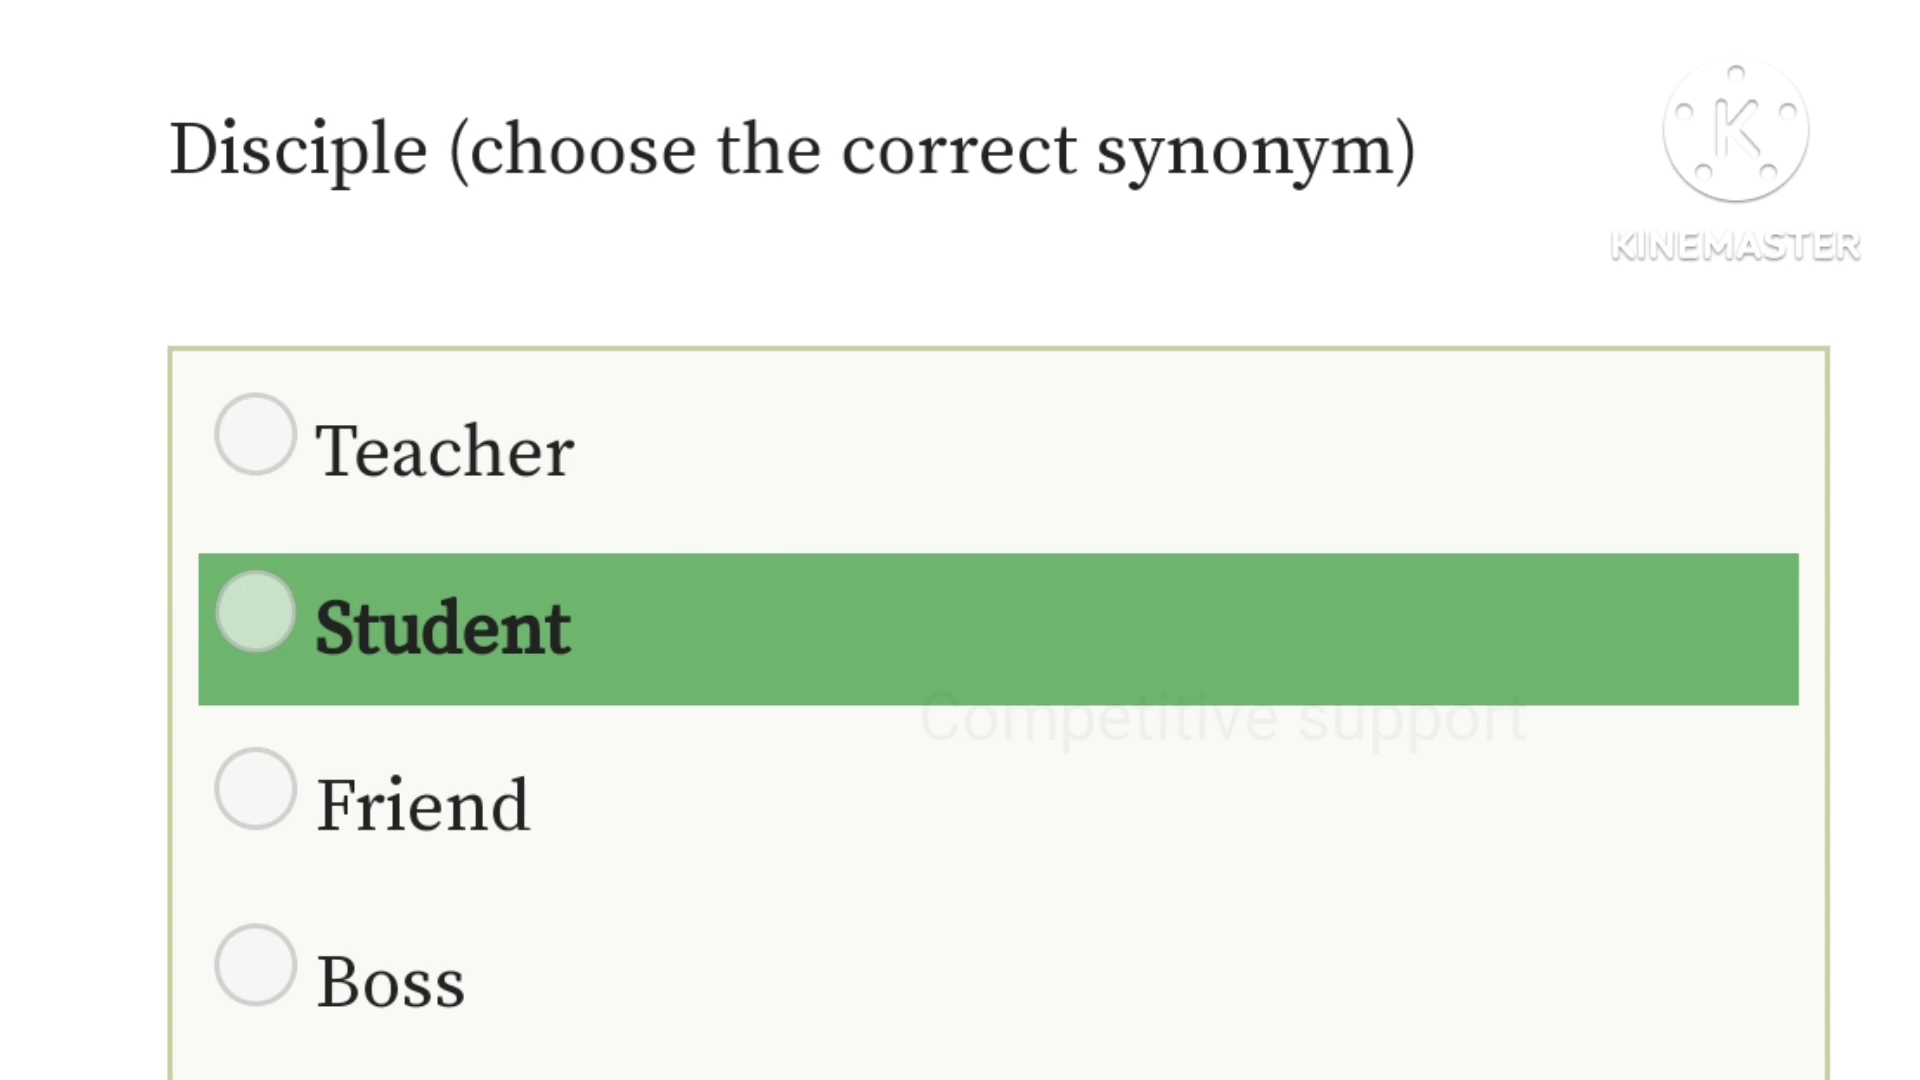 Disciple (choose the correct synonym)
K
KINEMASTER
Teacher
Student
Competitive support
Friend
Boss